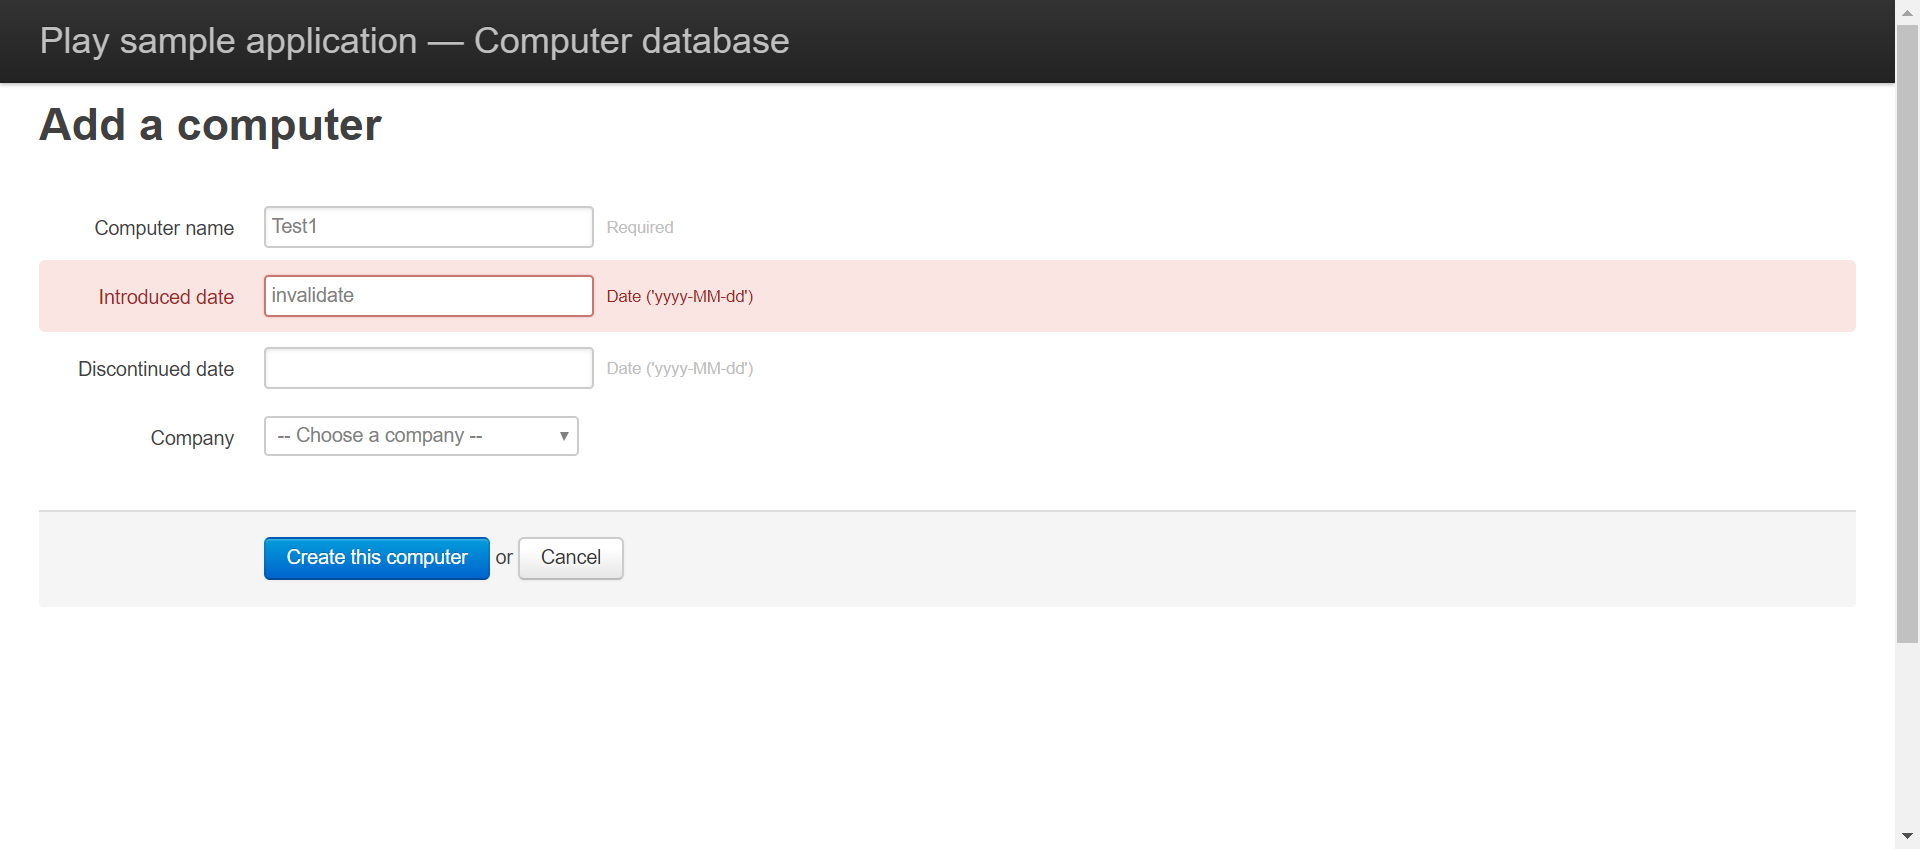 Play sample application — Computer database
Add a computer
Computer name Test1 Required
Introduced date invalidate Date ('yyyy-MM-dd')
Discontinued date Date ('yyyy-MM-dd')
Company -- Choose a company --
Create this computer or Cancel